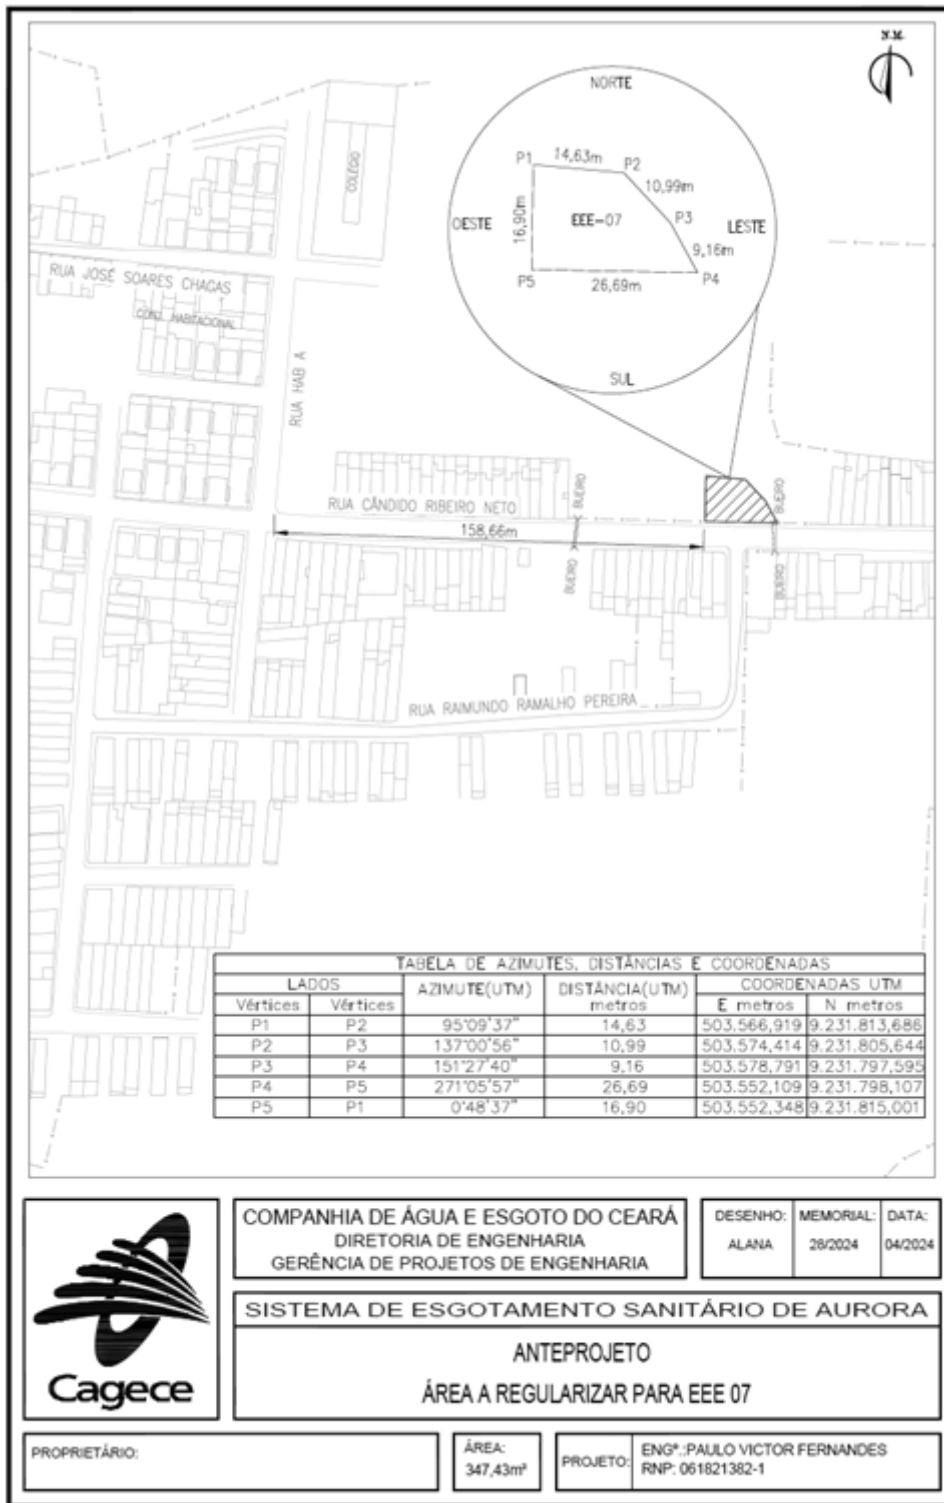 N.M.
NORTE
P1
14,63m
P2
10,99m
COLÉGIO
16,90m
EEE-07
P3
OESTE
LESTE
9,16m
P5
26,69m
P4
RUA JOSÉ SOARES CHAGAS
CONJ. HABITACIONAL
SUL
RUA HAB A
BUEIRO
BUEIRO
RUA CÂNDIDO RIBEIRO NETO
158,66m
BUEIRO
BUEIRO
RUA RAIMUNDO RAMALHO PEREIRA
TABELA DE AZIMUTES, DISTÂNCIAS E COORDENADAS
LADOS AZIMUTE(UTM) DISTÂNCIA(UTM) metros COORDENADAS UTM
Vértices Vértices E metros N metros
P1 P2 95°09'37" 14,63 503.566,919 9.231.813,686
P2 P3 137°00'56" 10,99 503.574,414 9.231.805,644
P3 P4 151°27'40" 9,16 503.578,791 9.231.797,595
P4 P5 271°05'57" 26,69 503.552,109 9.231.798,107
P5 P1 0°48'37" 16,90 503.552,348 9.231.815,001
Cagece
COMPANHIA DE ÁGUA E ESGOTO DO CEARÁ
DIRETORIA DE ENGENHARIA
GERÊNCIA DE PROJETOS DE ENGENHARIA
DESENHO: MEMORIAL: DATA:
ALANA 28/2024 04/2024
SISTEMA DE ESGOTAMENTO SANITÁRIO DE AURORA
ANTEPROJETO
ÁREA A REGULARIZAR PARA EEE 07
PROPRIETÁRIO:
ÁREA:
347,43m²
PROJETO:
ENGº.:PAULO VICTOR FERNANDES
RNP: 061821382-1